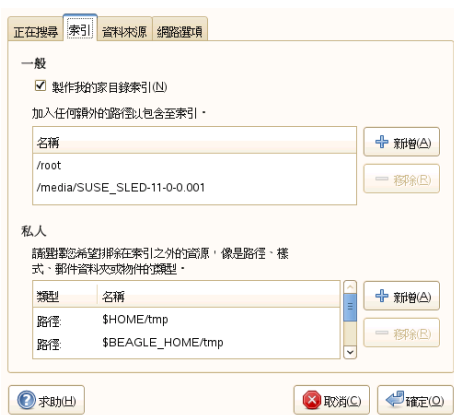 正在搜尋 索引 資料來源 網路選項
一般
製作我的家目錄索引(N)
加入任何額外的路徑以包含至索引。
名稱
新增(A)
/root
移除(R)
/media/SUSE_SLED-11-0-0.001
私人
請選擇您希望排除在索引之外的資源,像是路徑、樣
式、郵件資料夾或物件的類型。
類型 名稱
新增(A)
路徑: $HOME/tmp
移除(R)
路徑: $BEAGLE_HOME/tmp
求助(H) 取消(C) 確定(O)